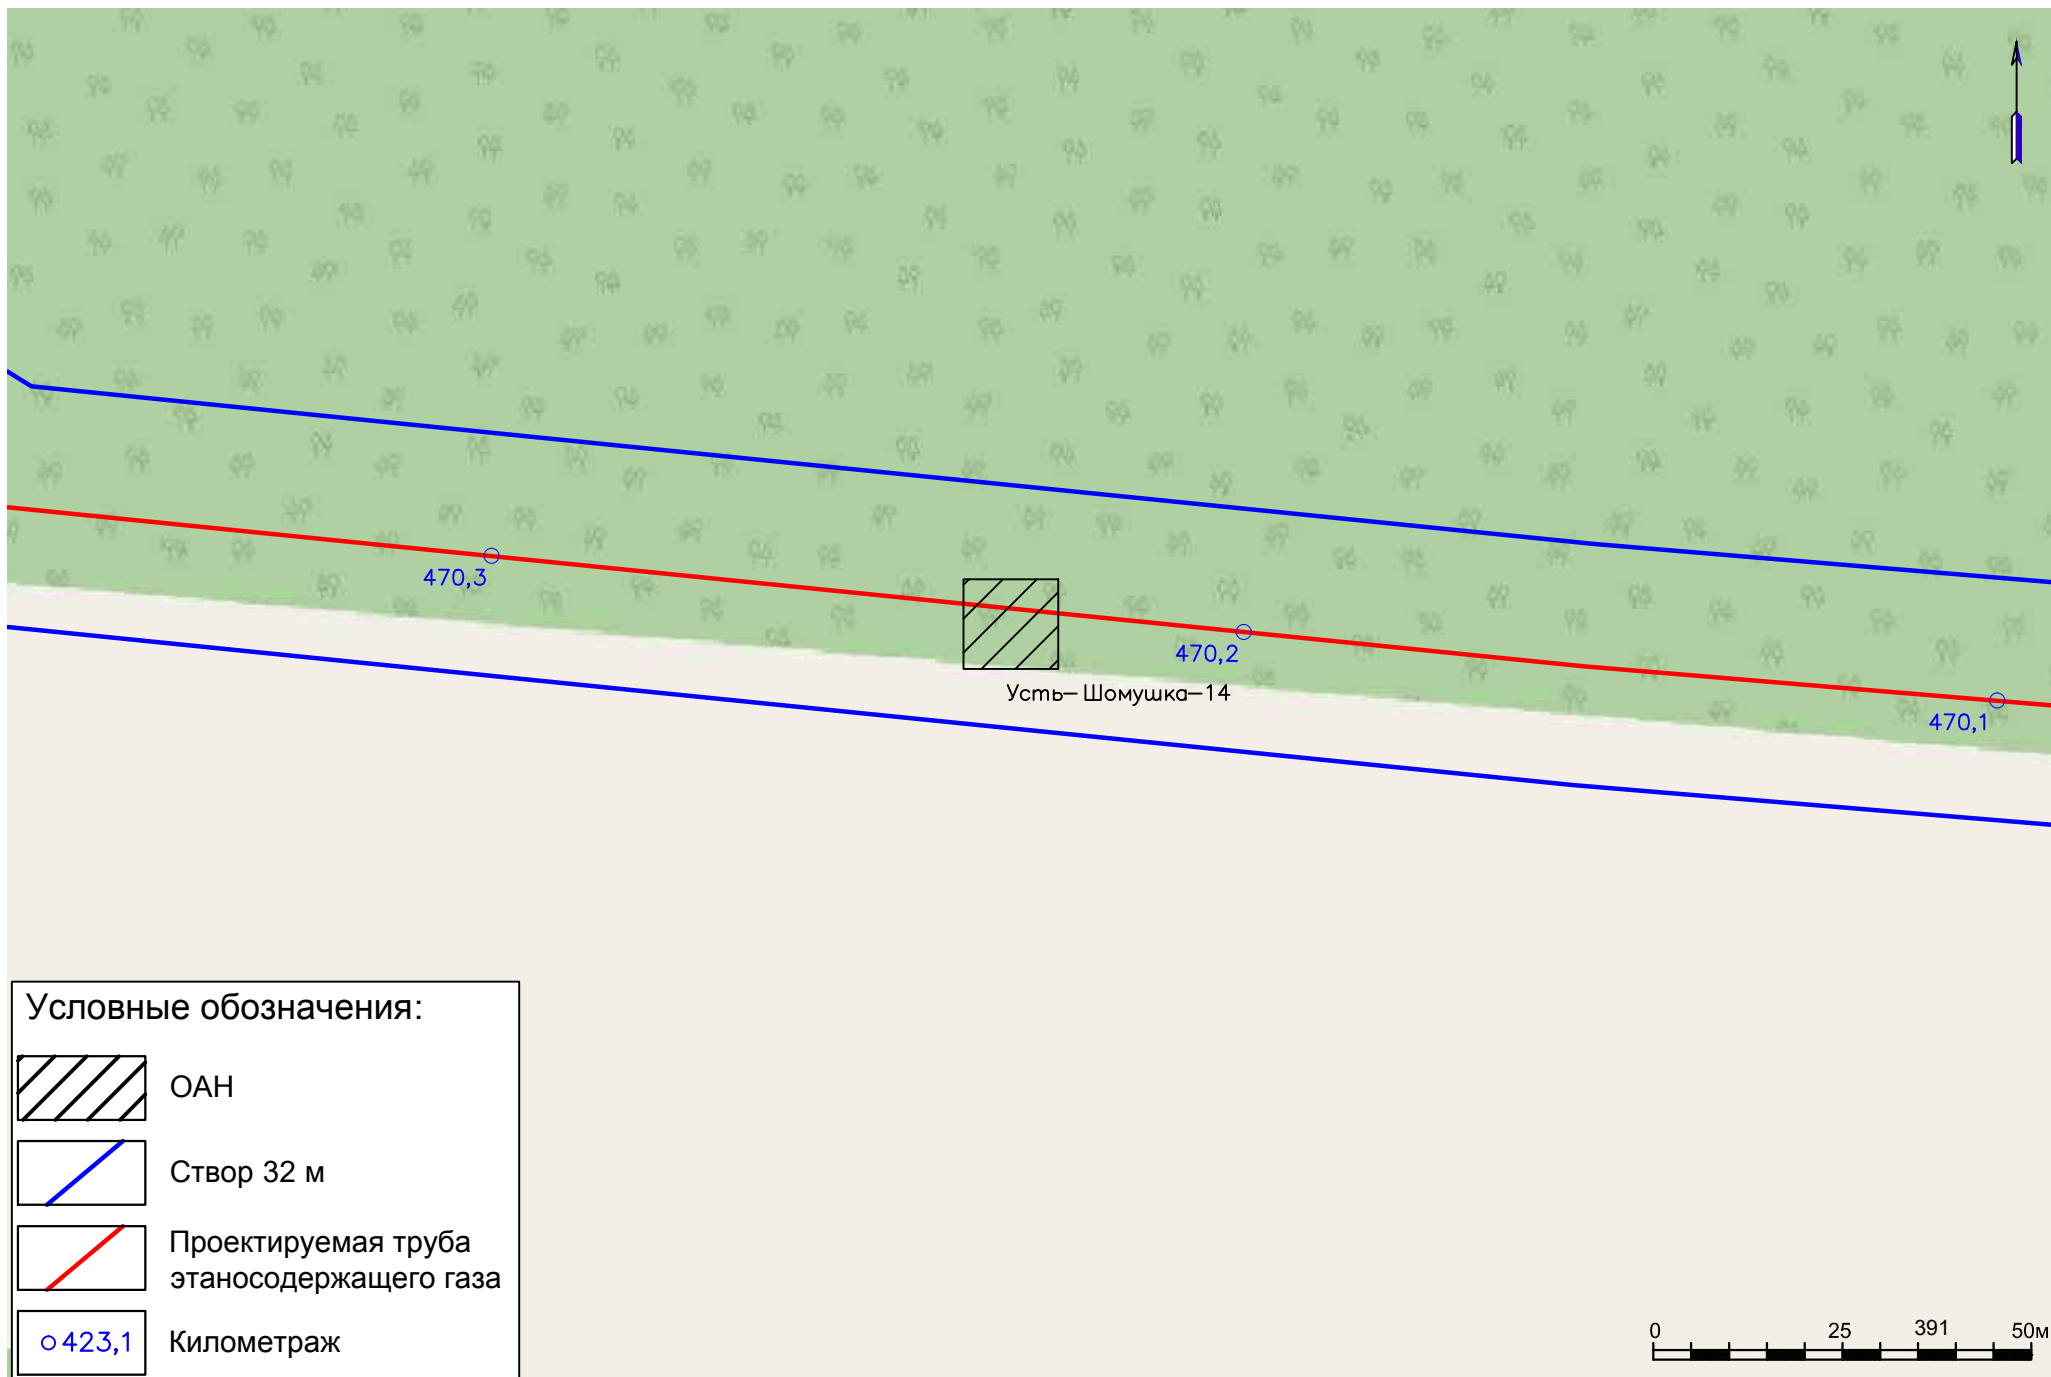 470,3
470,2
Усть-Шомушка-14
470,1
Условные обозначения:
ОАН
Створ 32 м
Проектируемая труба
этаносодержащего газа
423,1 Километраж
0 25 391 50м